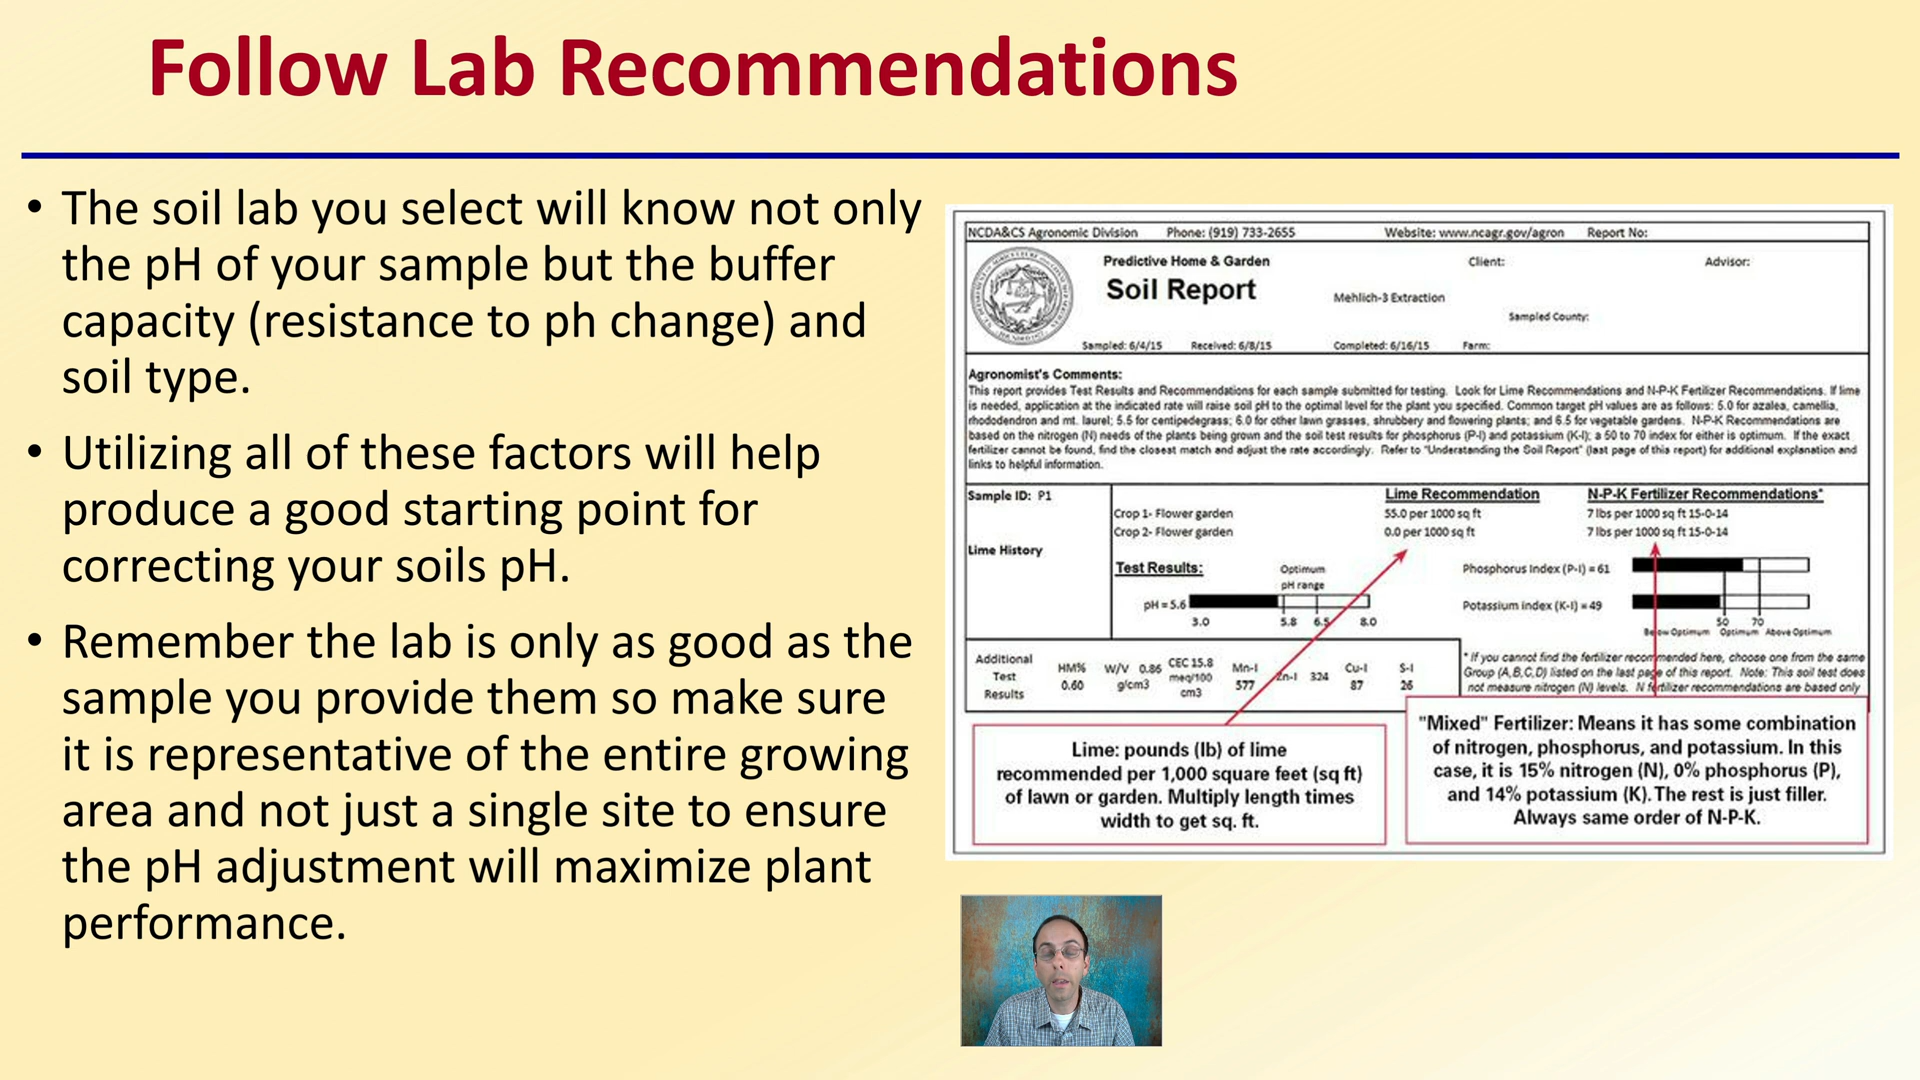 Follow Lab Recommendations
• The soil lab you select will know not only
the pH of your sample but the buffer
capacity (resistance to ph change) and
soil type.
• Utilizing all of these factors will help
produce a good starting point for
correcting your soils pH.
• Remember the lab is only as good as the
sample you provide them so make sure
it is representative of the entire growing
area and not just a single site to ensure
the pH adjustment will maximize plant
performance.
NCDA&CS Agronomic Division Phone: (919) 733-2655 Website: www.ncagr.gov/agron Report No:
Predictive Home & Garden Client: Advisor:
Soil Report
Mehlich-3 Extraction
Sampled County:
Sampled: 6/4/15 Received: 6/8/15 Completed: 6/16/15 Farm:
Agronomist's Comments:
This report provides Test Results and Recommendations for each sample submitted for testing. Look for Lime Recommendations and N-P-K Fertilizer Recommendations. If lime
is needed, application at the indicated rate will raise soil pH to the optimal level for the plant you specified. Common target pH values are as follows: 5.0 for azalea, camellia,
rhododendron and mt. laurel; 5.5 for centipedegrass; 6.0 for other lawn grasses, shrubbery and flowering plants; and 6.5 for vegetable gardens. N-P-K Recommendations are
based on the nitrogen (N) needs of the plants being grown and the soil test results for phosphorus (P-I) and potassium (K-I); a 50 to 70 index for either is optimum. If the exact
fertilizer cannot be found, find the closest match and adjust the rate accordingly. Refer to "Understanding the Soil Report" (last page of this report) for additional explanation and
links to helpful information.
Sample ID: P1 Lime Recommendation N-P-K Fertilizer Recommendations*
Crop 1- Flower garden 55.0 per 1000 sq ft 7 lbs per 1000 sq ft 15-0-14
Crop 2- Flower garden 0.0 per 1000 sq ft 7 lbs per 1000 sq ft 15-0-14
Lime History
Test Results: Optimum
pH range
Phosphorus Index (P-I) = 61
pH = 5.6
Potassium Index (K-I) = 49
3.0 5.8 6.5 8.0
50 70
Below Optimum Optimum Above Optimum
Additional
Test
Results
HM%
0.60
W/V 0.86
g/cm3
CEC 15.8
meq/100
cm3
Mn-I
577
Zn-I 324
Cu-I
87
S-I
26
* If you cannot find the fertilizer recommended here, choose one from the same
Group (A,B,C,D) listed on the last page of this report. Note: This soil test does
not measure nitrogen (N) levels. N fertilizer recommendations are based only
Lime: pounds (lb) of lime
recommended per 1,000 square feet (sq ft)
of lawn or garden. Multiply length times
width to get sq. ft.
"Mixed" Fertilizer: Means it has some combination
of nitrogen, phosphorus, and potassium. In this
case, it is 15% nitrogen (N), 0% phosphorus (P),
and 14% potassium (K). The rest is just filler.
Always same order of N-P-K.